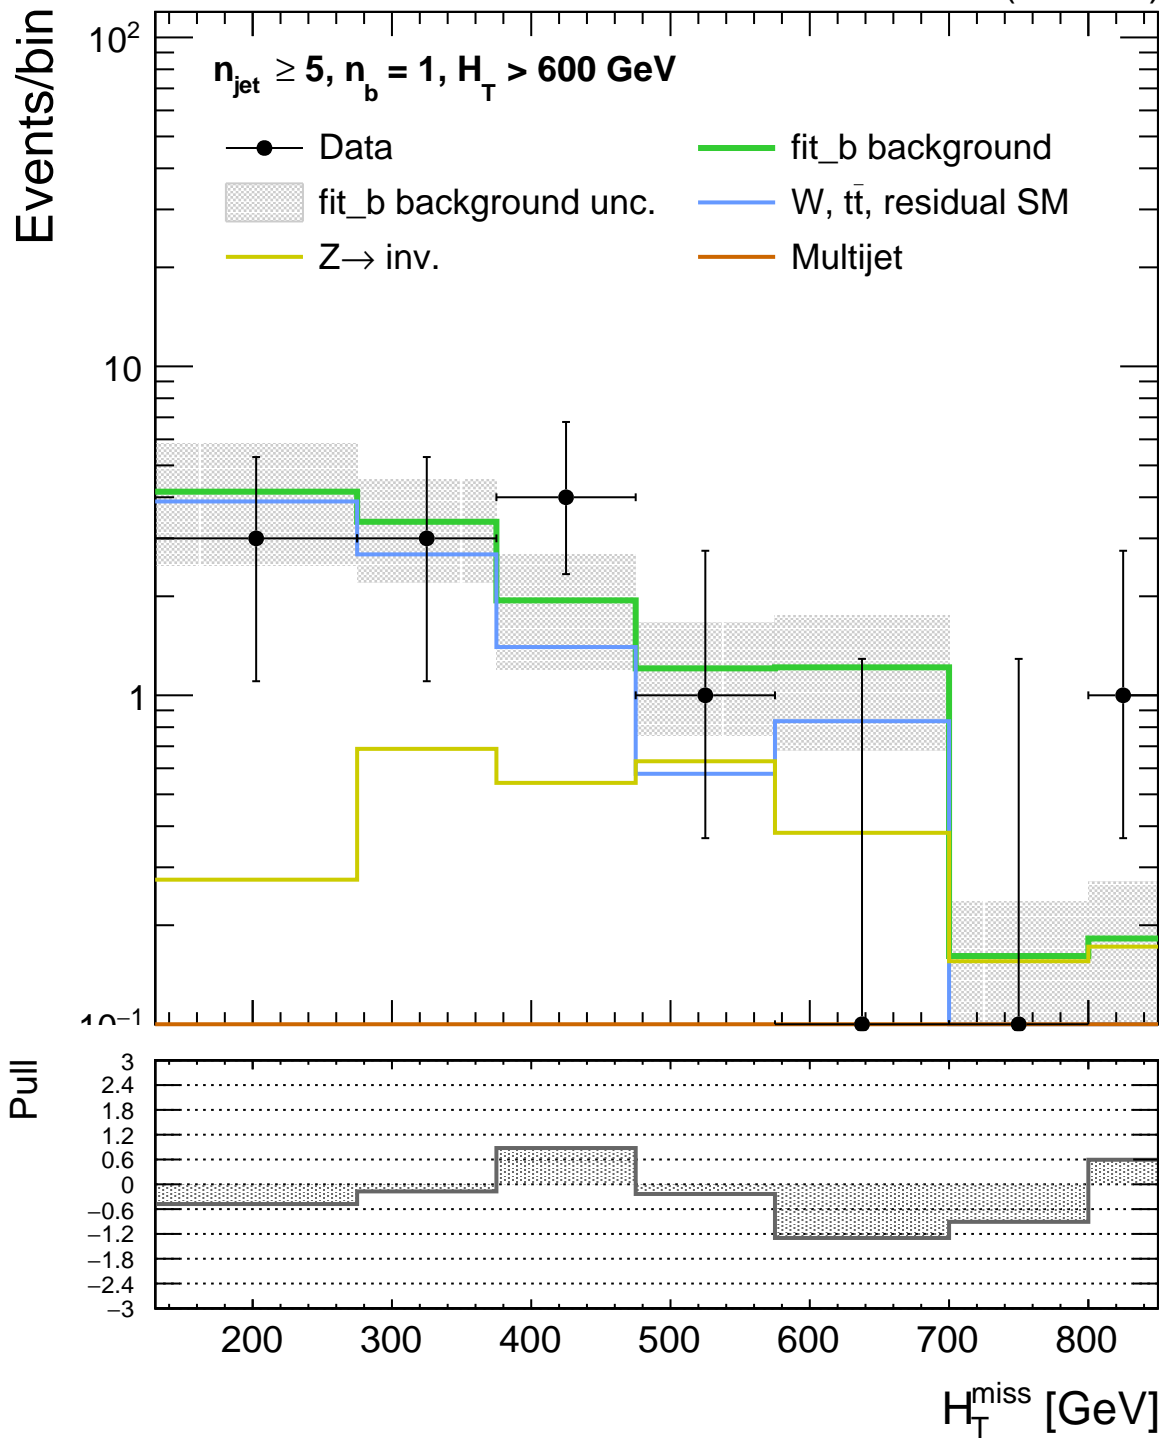 Events/bin
10²
n_jet ≥ 5, n_b = 1, H_T > 600 GeV
Data
fit_b background
fit_b background unc.
W, tt̄, residual SM
Z→ inv.
Multijet
10
1
10⁻¹
Pull
3
2.4
1.8
1.2
0.6
0
−0.6
−1.2
−1.8
−2.4
−3
200 300 400 500 600 700 800
H_T^miss [GeV]